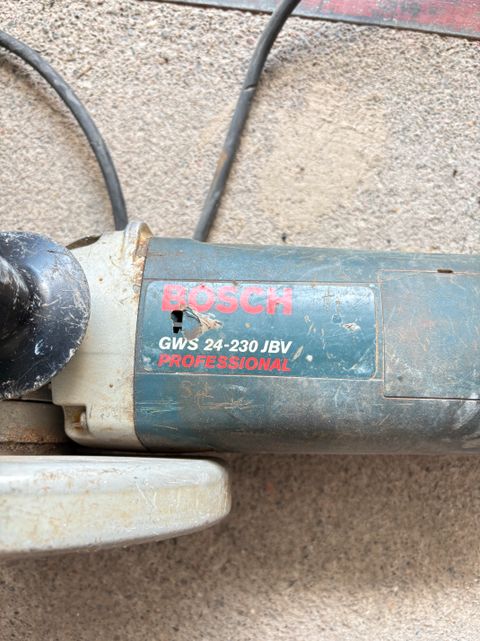 BOSCH
GWS 24-230 JBV
PROFESSIONAL